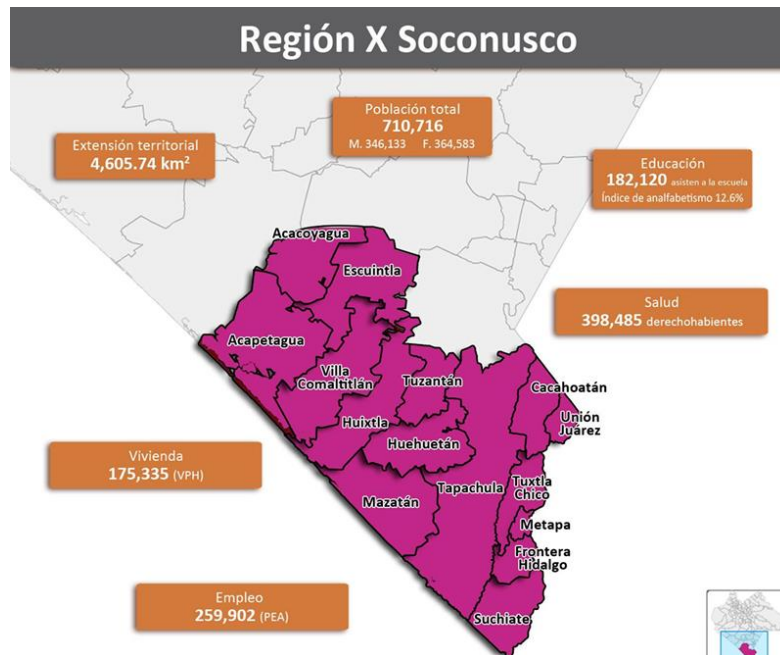 Región X Soconusco
Población total
710,716
M. 346,133 F. 364,583
Extensión territorial
4,605.74 km²
Educación
182,120 asisten a la escuela
Índice de analfabetismo 12.6%
Acacoyagua
Escuintla
Salud
398,485 derechohabientes
Acapetagua
Villa
Comaltitlán
Tuzantán
Cacahoatán
Unión
Juárez
Huixtla
Huehuetán
Vivienda
175,335 (VPH)
Mazatán
Tapachula
Tuxtla
Chico
Metapa
Frontera
Hidalgo
Empleo
259,902 (PEA)
Suchiate